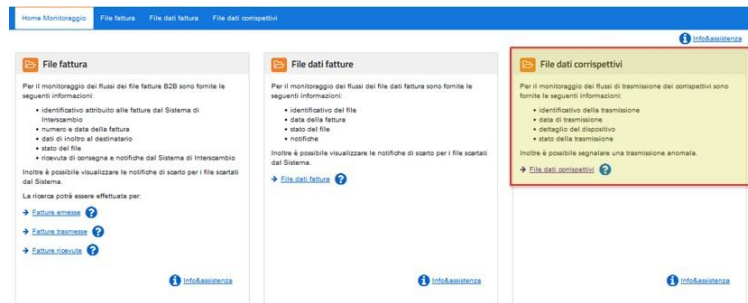 Home Monitoraggio File fattura File dati fattura File dati corrispettivi
Info&assistenza
File fattura
Per il monitoraggio dei flussi dei file fatture B2B sono fornite le
seguenti informazioni:
• identificativo attribuito alle fatture dal Sistema di
Interscambio
• numero e data della fattura
• dati di inoltro al destinatario
• stato del file
• ricevuta di consegna e notifiche dal Sistema di Interscambio
Inoltre è possibile visualizzare le notifiche di scarto per i file scartati
dal Sistema.
La ricerca potrà essere effettuata per:
→ Fatture emesse ?
→ Fatture trasmesse ?
→ Fatture ricevute ?
Info&assistenza
File dati fatture
Per il monitoraggio dei flussi dei file dati fattura sono fornite le
seguenti informazioni:
• identificativo del file
• data della fattura
• stato del file
• notifiche
Inoltre è possibile visualizzare le notifiche di scarto per i file scartati
dal Sistema.
→ File dati fattura ?
Info&assistenza
File dati corrispettivi
Per il monitoraggio dei flussi di trasmissione dei corrispettivi sono
fornite le seguenti informazioni:
• identificativo della trasmissione
• data di trasmissione
• dettaglio del dispositivo
• stato della trasmissione
Inoltre è possibile segnalare una trasmissione anomala.
→ File dati corrispettivi ?
Info&assistenza